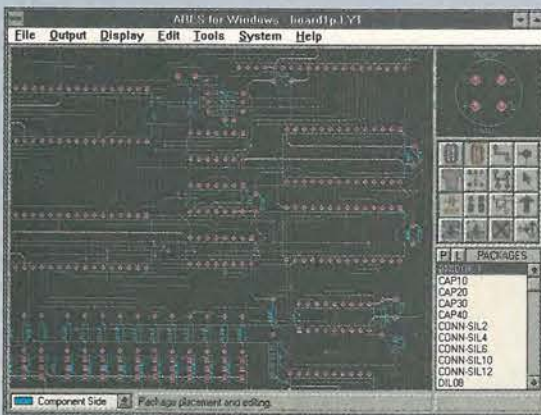 ARES for Windows - board1p.LYT
File Output Display Edit Tools System Help
P L PACKAGES
CAP10
CAP20
CAP30
CAP40
CONN-SIL2
CONN-SIL4
CONN-SIL6
CONN-SIL10
CONN-SIL12
DIL08
Component Side Package placement and editing.